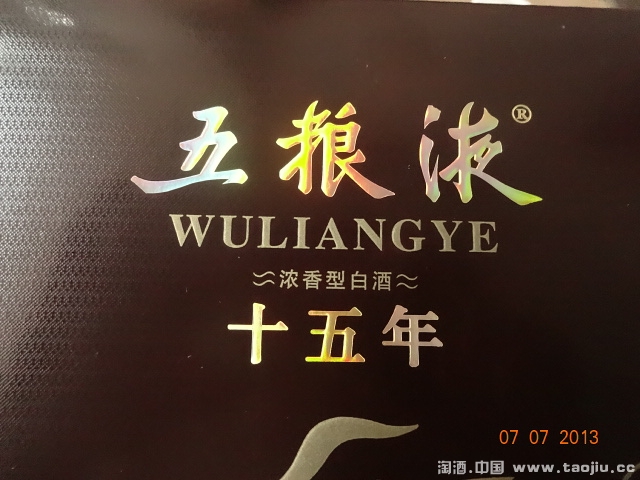 五粮液®
WULIANGYE
浓香型白酒
十五年
07 07 2013
淘酒.中国 www.taojiu.cc